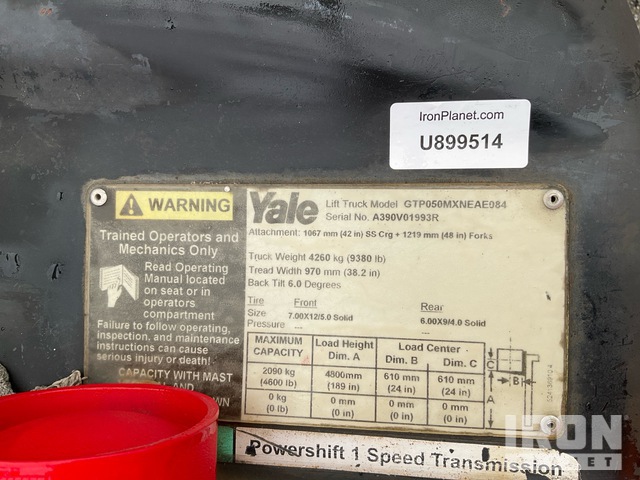 IronPlanet.com
U899514
WARNING
Trained Operators and
Mechanics Only
Read Operating
Manual located
on seat or in
operators
compartment
Failure to follow operating,
inspection, and maintenance
instructions can cause
serious injury or death!
CAPACITY WITH MAST
AND
Yale
Lift Truck Model GTP050MXNEAE084
Serial No. A390V01993R
Attachment: 1067 mm (42 in) SS Crg + 1219 mm (48 in) Forks
Truck Weight 4260 kg (9380 lb)
Tread Width 970 mm (38.2 in)
Back Tilt 6.0 Degrees
Tire Front Rear
Size 7.00X12/5.0 Solid 6.00X9/4.0 Solid
Pressure --- ---
MAXIMUM CAPACITY Load Height Dim. A Load Center Dim. B Dim. C
2090 kg 4800mm 610 mm 610 mm
(4600 lb) (189 in) (24 in) (24 in)
0 kg 0 mm 0 mm 0 mm
(0 lb) (0 in) (0 in) (0 in)
C
B
A
Powershift 1 Speed Transmission
IRON